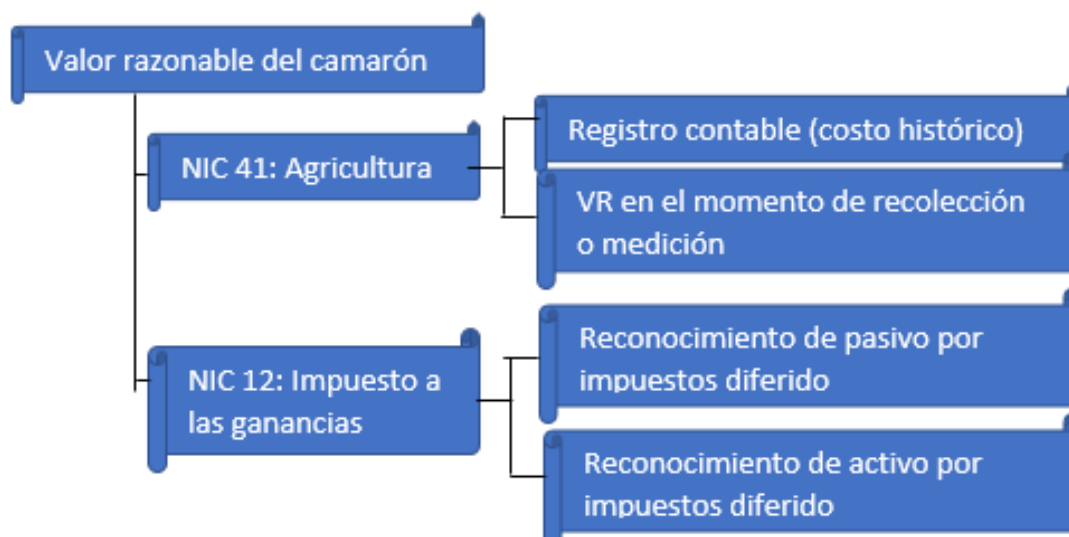 Valor razonable del camarón
NIC 41: Agricultura
Registro contable (costo histórico)
VR en el momento de recolección
o medición
NIC 12: Impuesto a
las ganancias
Reconocimiento de pasivo por
impuestos diferido
Reconocimiento de activo por
impuestos diferido